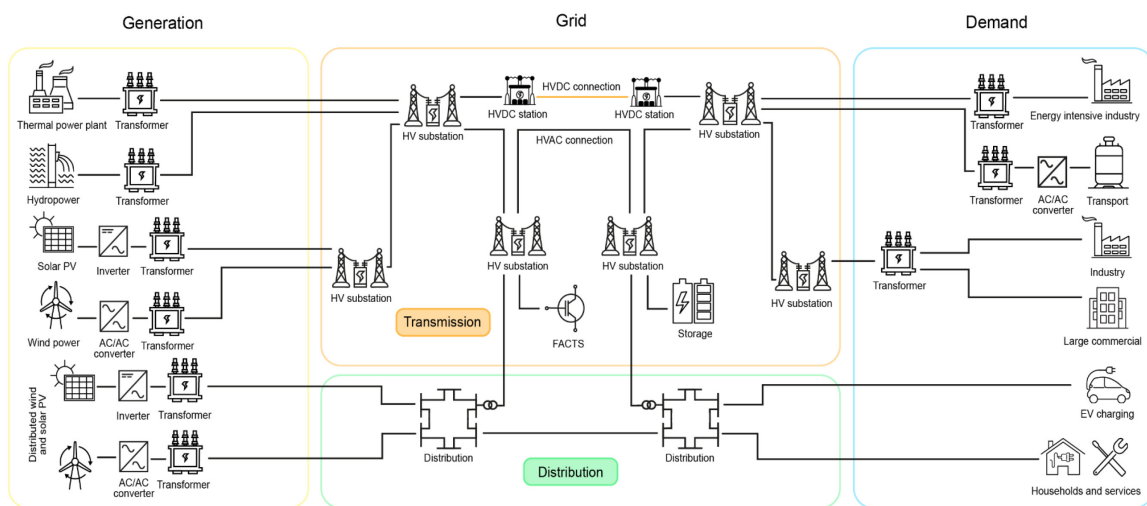 Generation
Grid
Demand
Thermal power plant
Transformer
Hydropower
Transformer
Solar PV
Inverter
Transformer
Wind power
AC/AC
converter
Transformer
Distributed wind
and solar PV
Inverter
Transformer
AC/AC
converter
Transformer
HV substation
HVDC station
HVDC connection
HVDC station
HV substation
HVAC connection
HV substation
HV substation
HV substation
HV substation
Transmission
FACTS
Storage
Distribution
Distribution
Distribution
Transformer
Energy intensive industry
Transformer
AC/AC
converter
Transport
Transformer
Industry
Large commercial
EV charging
Households and services